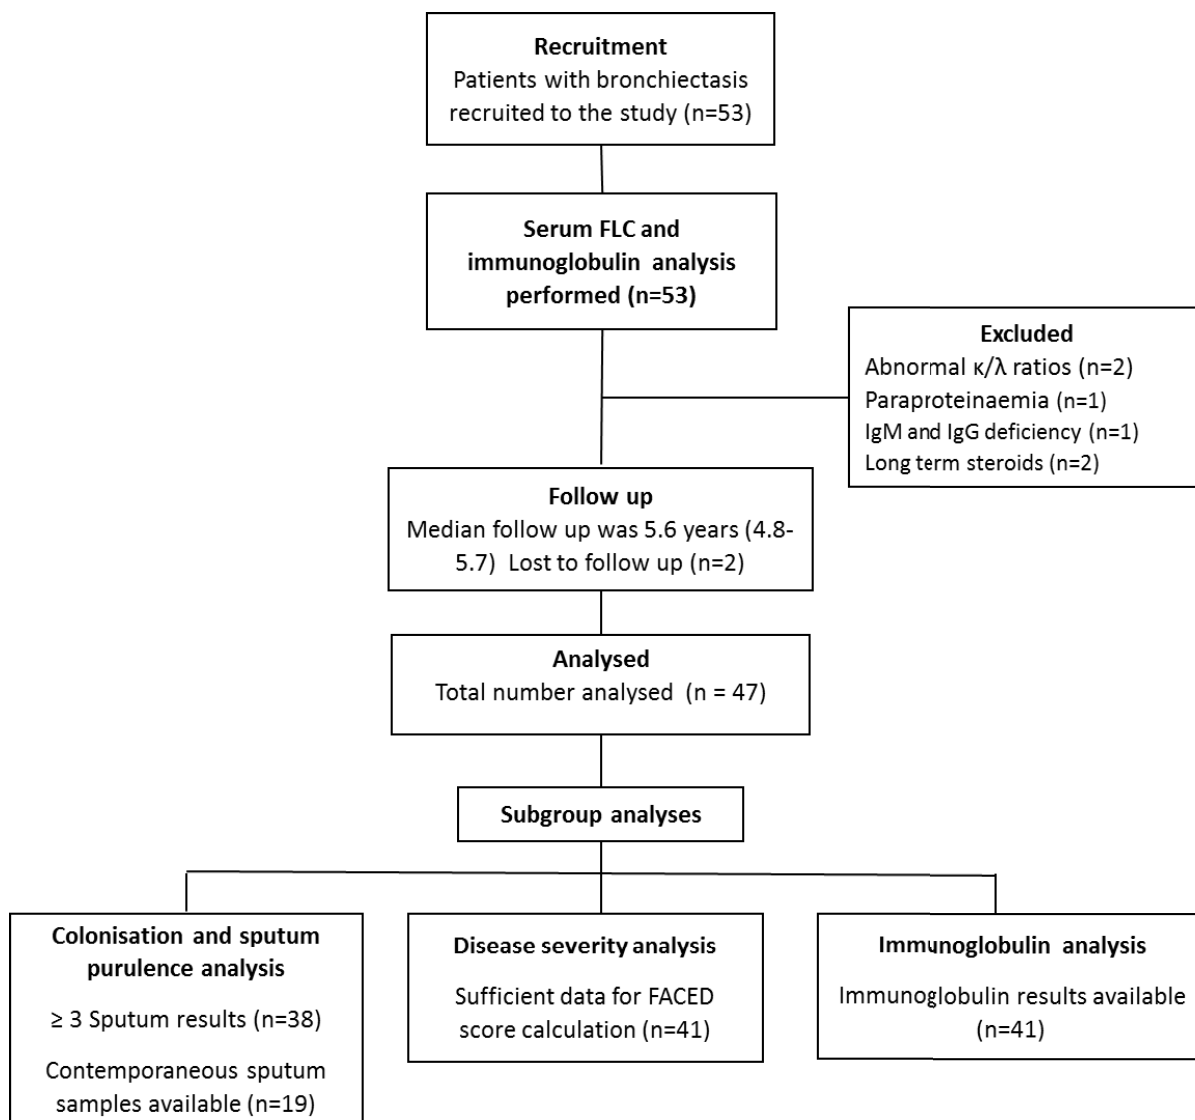 Recruitment
Patients with bronchiectasis
recruited to the study (n=53)
Serum FLC and
immunoglobulin analysis
performed (n=53)
Excluded
Abnormal κ/λ ratios (n=2)
Paraproteinaemia (n=1)
IgM and IgG deficiency (n=1)
Long term steroids (n=2)
Follow up
Median follow up was 5.6 years (4.8-
5.7) Lost to follow up (n=2)
Analysed
Total number analysed (n = 47)
Subgroup analyses
Colonisation and sputum
purulence analysis
≥ 3 Sputum results (n=38)
Contemporaneous sputum
samples available (n=19)
Disease severity analysis
Sufficient data for FACED
score calculation (n=41)
Immunoglobulin analysis
Immunoglobulin results available
(n=41)